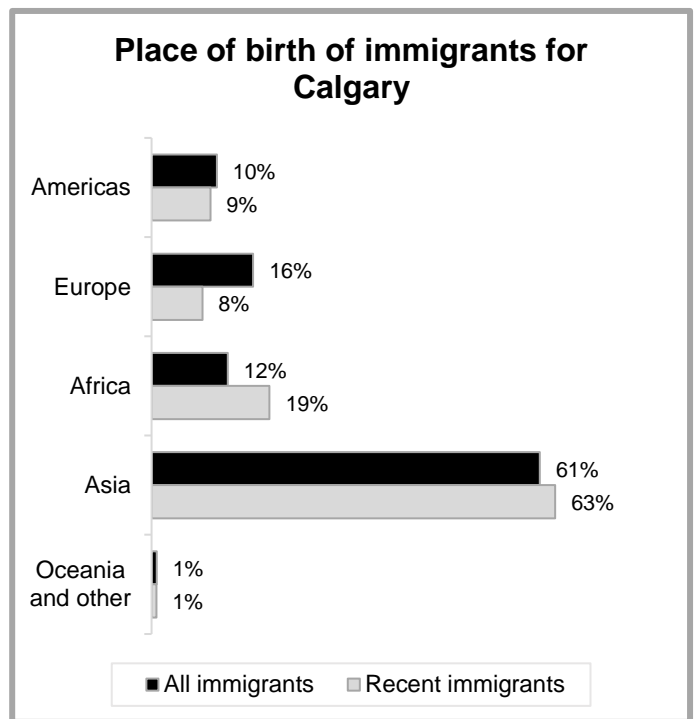 Place of birth of immigrants for
Calgary
Americas
10%
9%
Europe
16%
8%
Africa
12%
19%
Asia
61%
63%
Oceania
and other
1%
1%
All immigrants
Recent immigrants